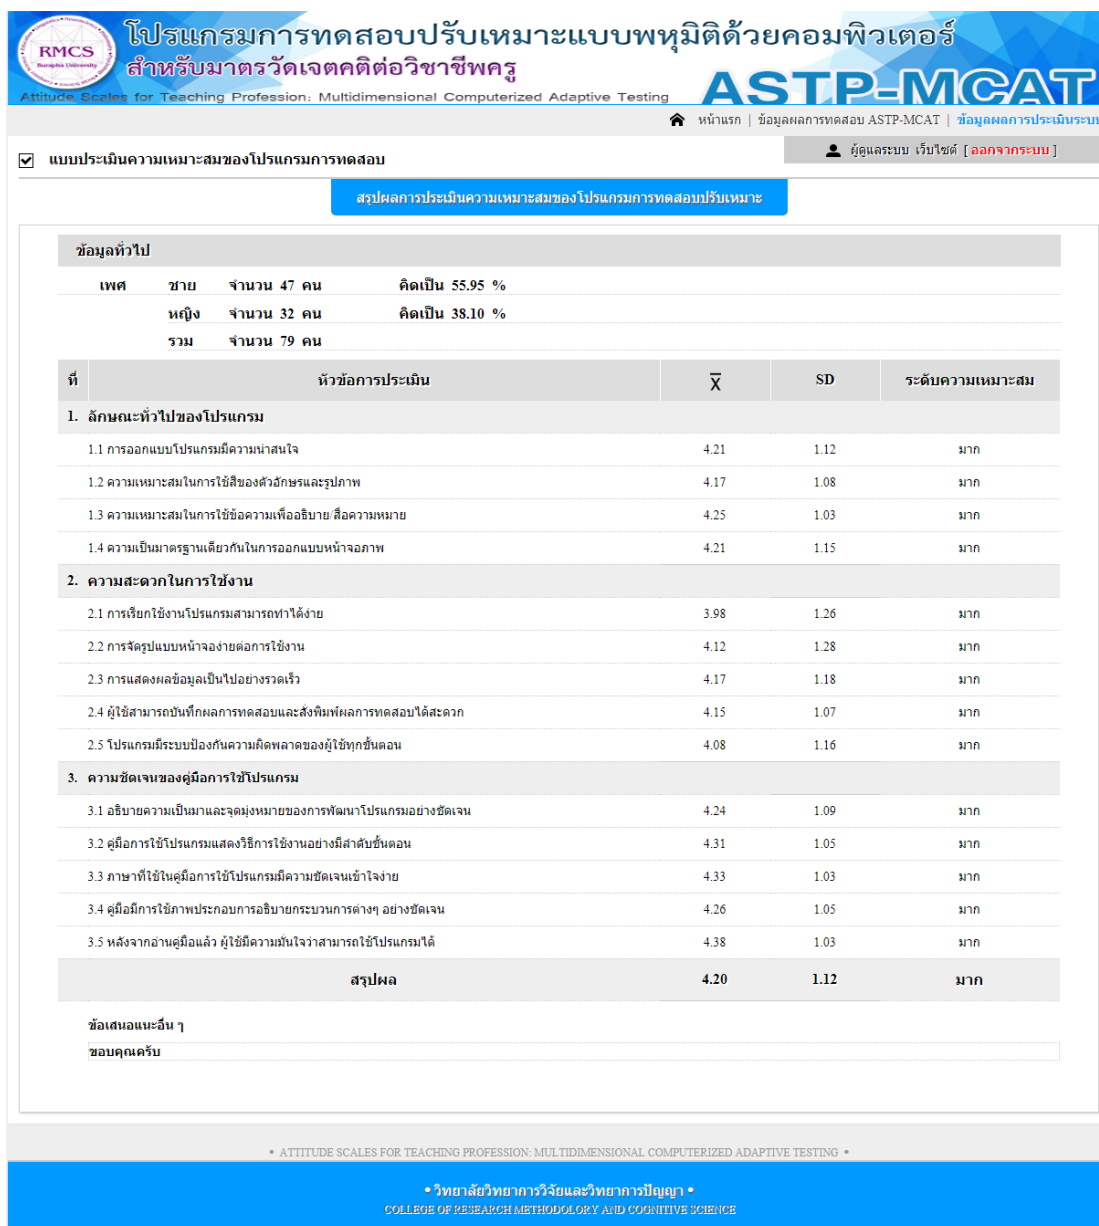 RMCS
Burapha University
โปรแกรมการทดสอบปรับเหมาะแบบพหุมิติด้วยคอมพิวเตอร์
สำหรับมาตรวัดเจตคติต่อวิชาชีพครู
Attitude Scales for Teaching Profession: Multidimensional Computerized Adaptive Testing
ASTP-MCAT
หน้าแรก | ข้อมูลผลการทดสอบ ASTP-MCAT | ข้อมูลผลการประเมินระบบ
ผู้ดูแลระบบ เว็บไซต์ [ ออกจากระบบ ]
แบบประเมินความเหมาะสมของโปรแกรมการทดสอบ
สรุปผลการประเมินความเหมาะสมของโปรแกรมการทดสอบปรับเหมาะ
ข้อมูลทั่วไป
เพศ ชาย จำนวน 47 คน คิดเป็น 55.95 %
หญิง จำนวน 32 คน คิดเป็น 38.10 %
รวม จำนวน 79 คน
ที่ หัวข้อการประเมิน X̅ SD ระดับความเหมาะสม
1. ลักษณะทั่วไปของโปรแกรม
1.1 การออกแบบโปรแกรมมีความน่าสนใจ 4.21 1.12 มาก
1.2 ความเหมาะสมในการใช้สีของตัวอักษรและรูปภาพ 4.17 1.08 มาก
1.3 ความเหมาะสมในการใช้ข้อความเพื่ออธิบาย/สื่อความหมาย 4.25 1.03 มาก
1.4 ความเป็นมาตรฐานเดียวกันในการออกแบบหน้าจอภาพ 4.21 1.15 มาก
2. ความสะดวกในการใช้งาน
2.1 การเรียกใช้งานโปรแกรมสามารถทำได้ง่าย 3.98 1.26 มาก
2.2 การจัดรูปแบบหน้าจอง่ายต่อการใช้งาน 4.12 1.28 มาก
2.3 การแสดงผลข้อมูลเป็นไปอย่างรวดเร็ว 4.17 1.18 มาก
2.4 ผู้ใช้สามารถบันทึกผลการทดสอบและสั่งพิมพ์ผลการทดสอบได้สะดวก 4.15 1.07 มาก
2.5 โปรแกรมมีระบบป้องกันความผิดพลาดของผู้ใช้ทุกขั้นตอน 4.08 1.16 มาก
3. ความชัดเจนของคู่มือการใช้โปรแกรม
3.1 อธิบายความเป็นมาและจุดมุ่งหมายของการพัฒนาโปรแกรมอย่างชัดเจน 4.24 1.09 มาก
3.2 คู่มือการใช้โปรแกรมแสดงวิธีการใช้งานอย่างมีลำดับขั้นตอน 4.31 1.05 มาก
3.3 ภาษาที่ใช้ในคู่มือการใช้โปรแกรมมีความชัดเจนเข้าใจง่าย 4.33 1.03 มาก
3.4 คู่มือมีการใช้ภาพประกอบการอธิบายกระบวนการต่างๆ อย่างชัดเจน 4.26 1.05 มาก
3.5 หลังจากอ่านคู่มือแล้ว ผู้ใช้มีความมั่นใจว่าสามารถใช้โปรแกรมได้ 4.38 1.03 มาก
สรุปผล 4.20 1.12 มาก
ข้อเสนอแนะอื่น ๆ
ขอบคุณครับ
• ATTITUDE SCALES FOR TEACHING PROFESSION: MULTIDIMENSIONAL COMPUTERIZED ADAPTIVE TESTING •
• วิทยาลัยวิทยาการวิจัยและวิทยาการปัญญา •
COLLEGE OF RESEARCH METHODOLORY AND COGNITIVE SCIENCE